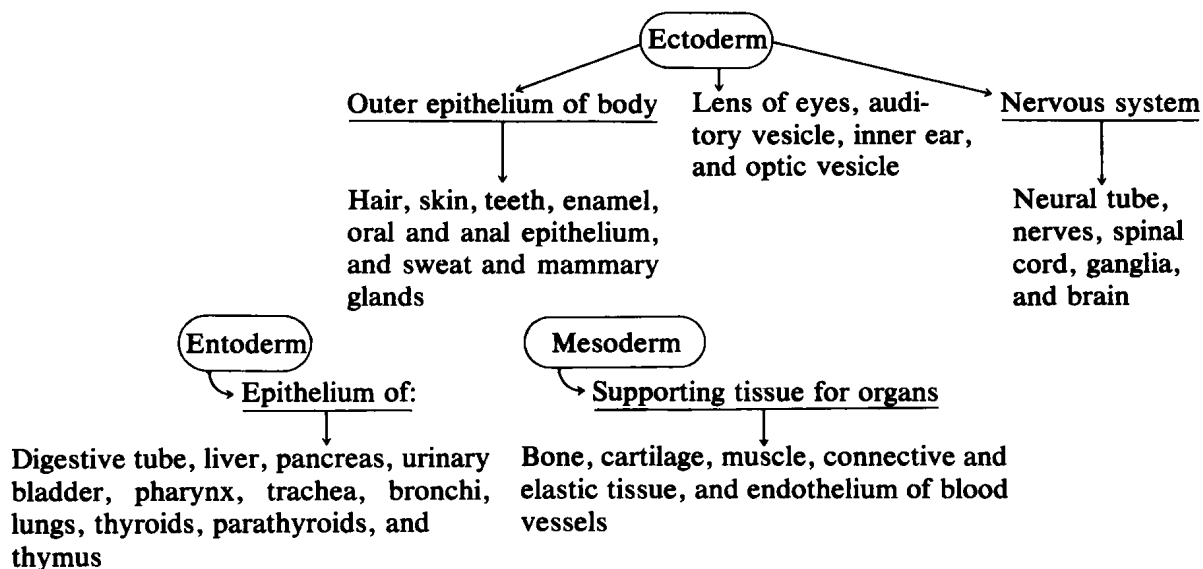 Ectoderm
Outer epithelium of body
Lens of eyes, audi-
tory vesicle, inner ear,
and optic vesicle
Nervous system
Hair, skin, teeth, enamel,
oral and anal epithelium,
and sweat and mammary
glands
Neural tube,
nerves, spinal
cord, ganglia,
and brain
Entoderm
Epithelium of:
Digestive tube, liver, pancreas, urinary
bladder, pharynx, trachea, bronchi,
lungs, thyroids, parathyroids, and
thymus
Mesoderm
Supporting tissue for organs
Bone, cartilage, muscle, connective and
elastic tissue, and endothelium of blood
vessels